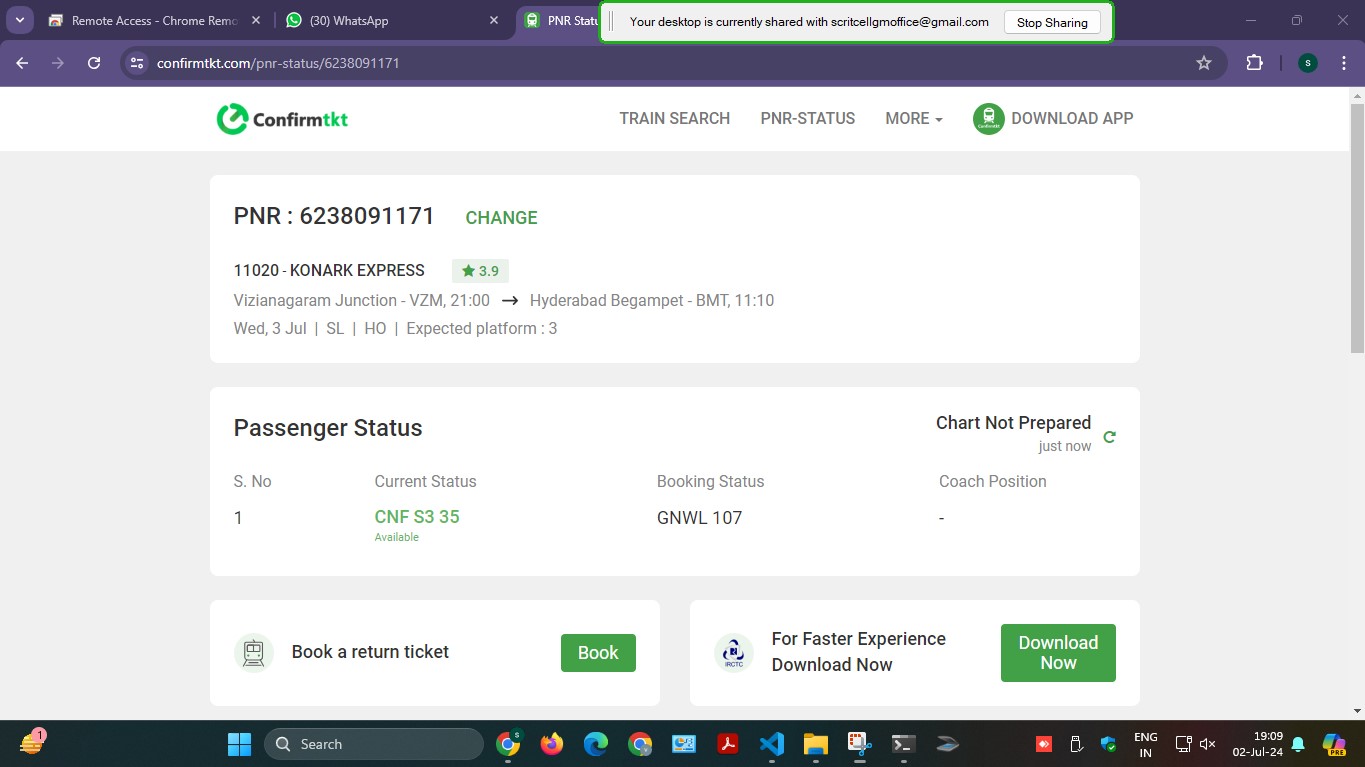 Remote Access - Chrome Remo
(30) WhatsApp
PNR Statu
Your desktop is currently shared with scritcellgmoffice@gmail.com
Stop Sharing
confirmtkt.com/pnr-status/6238091171
s
Confirmtkt
TRAIN SEARCH
PNR-STATUS
MORE
DOWNLOAD APP
PNR : 6238091171
CHANGE
11020 - KONARK EXPRESS
3.9
Vizianagaram Junction - VZM, 21:00 → Hyderabad Begampet - BMT, 11:10
Wed, 3 Jul | SL | HO | Expected platform : 3
Passenger Status
Chart Not Prepared
just now
S. No
Current Status
Booking Status
Coach Position
1
CNF S3 35
GNWL 107
-
Available
Book a return ticket
Book
IRCTC
For Faster Experience
Download Now
Download
Now
1
Search
s
ENG
IN
19:09
02-Jul-24
PRE